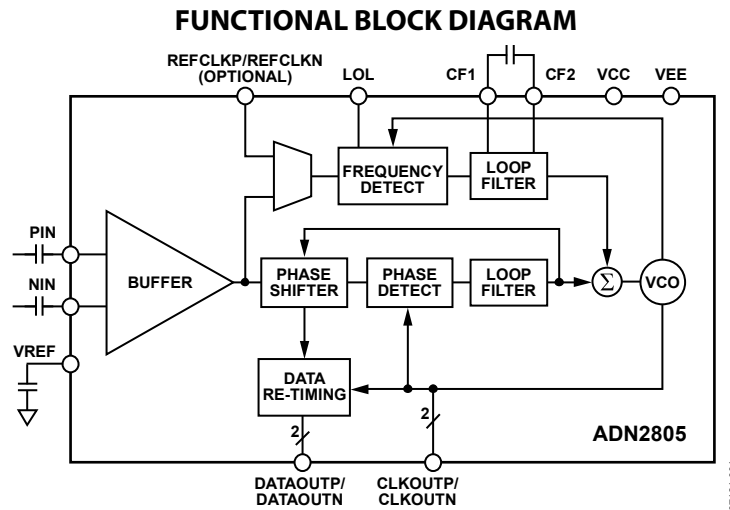 FUNCTIONAL BLOCK DIAGRAM
REFCLKP/REFCLKN
(OPTIONAL)
LOL
CF1
CF2
VCC
VEE
FREQUENCY
DETECT
LOOP
FILTER
PIN
NIN
VREF
BUFFER
PHASE
SHIFTER
PHASE
DETECT
LOOP
FILTER
Σ
VCO
DATA
RE-TIMING
2
2
ADN2805
DATAOUTP/
DATAOUTN
CLKOUTP/
CLKOUTN